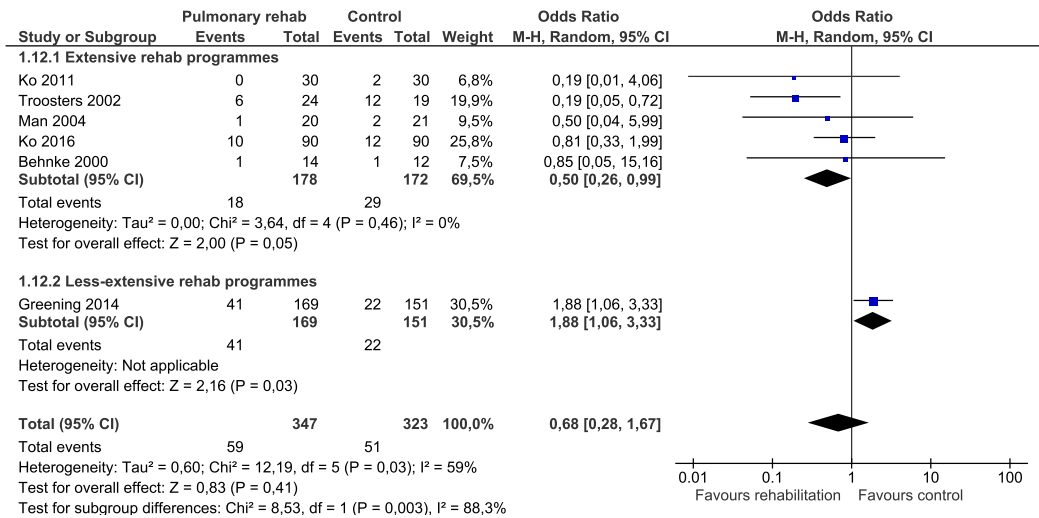 Pulmonary rehab Control Odds Ratio Odds Ratio
Study or Subgroup Events Total Events Total Weight M-H, Random, 95% CI M-H, Random, 95% CI
1.12.1 Extensive rehab programmes
Ko 2011 0 30 2 30 6,8% 0,19 [0,01, 4,06]
Troosters 2002 6 24 12 19 19,9% 0,19 [0,05, 0,72]
Man 2004 1 20 2 21 9,5% 0,50 [0,04, 5,99]
Ko 2016 10 90 12 90 25,8% 0,81 [0,33, 1,99]
Behnke 2000 1 14 1 12 7,5% 0,85 [0,05, 15,16]
Subtotal (95% CI) 178 172 69,5% 0,50 [0,26, 0,99]
Total events 18 29
Heterogeneity: Tau² = 0,00; Chi² = 3,64, df = 4 (P = 0,46); I² = 0%
Test for overall effect: Z = 2,00 (P = 0,05)
1.12.2 Less-extensive rehab programmes
Greening 2014 41 169 22 151 30,5% 1,88 [1,06, 3,33]
Subtotal (95% CI) 169 151 30,5% 1,88 [1,06, 3,33]
Total events 41 22
Heterogeneity: Not applicable
Test for overall effect: Z = 2,16 (P = 0,03)
Total (95% CI) 347 323 100,0% 0,68 [0,28, 1,67]
Total events 59 51
Heterogeneity: Tau² = 0,60; Chi² = 12,19, df = 5 (P = 0,03); I² = 59%
Test for overall effect: Z = 0,83 (P = 0,41)
Test for subgroup differences: Chi² = 8,53, df = 1 (P = 0,003), I² = 88,3%
0.01 0.1 1 10 100
Favours rehabilitation Favours control